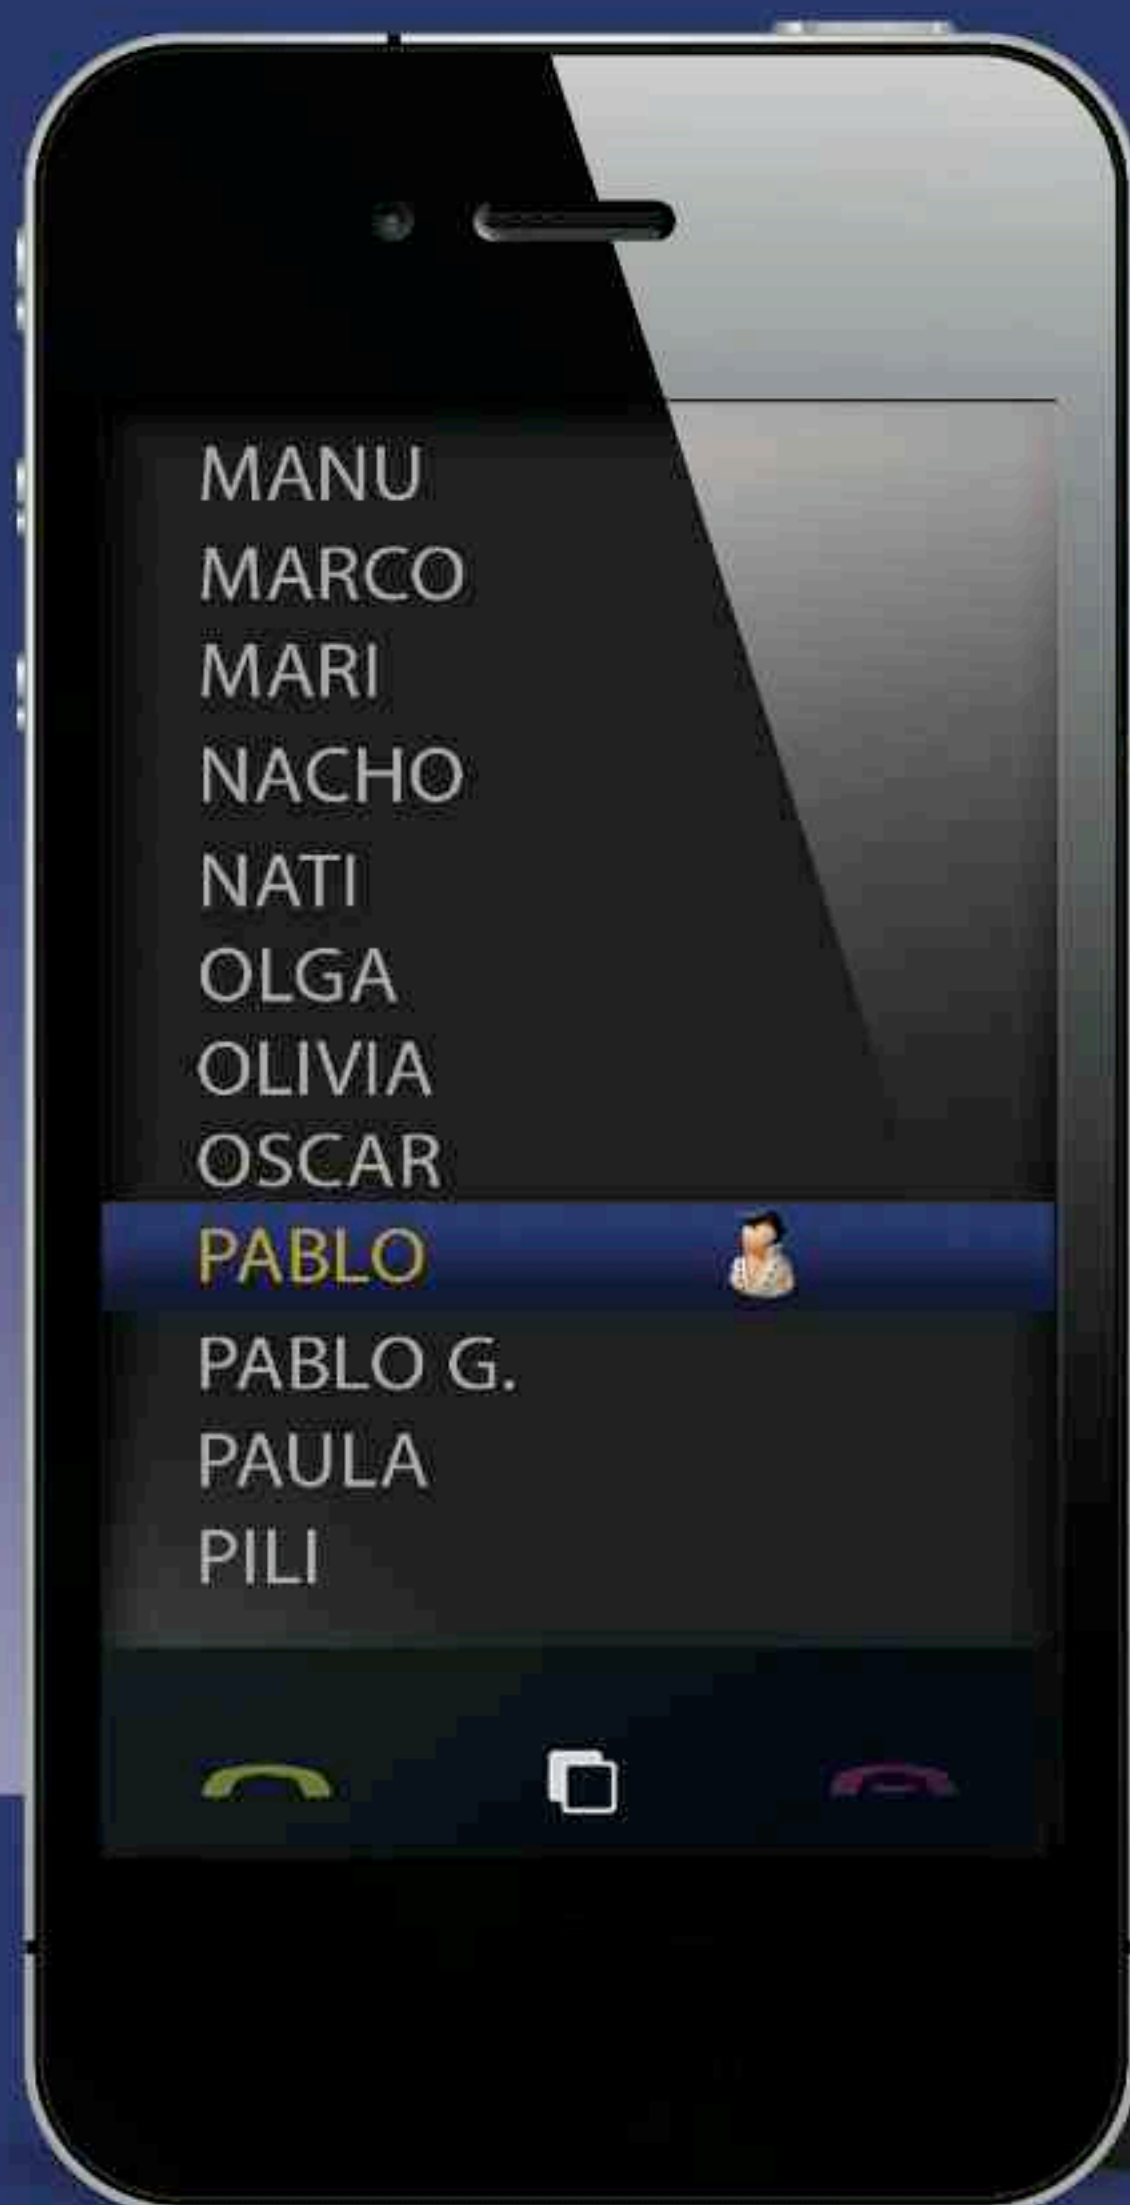 MANU
MARCO
MARI
NACHO
NATI
OLGA
OLIVIA
OSCAR
PABLO
PABLO G.
PAULA
PILI